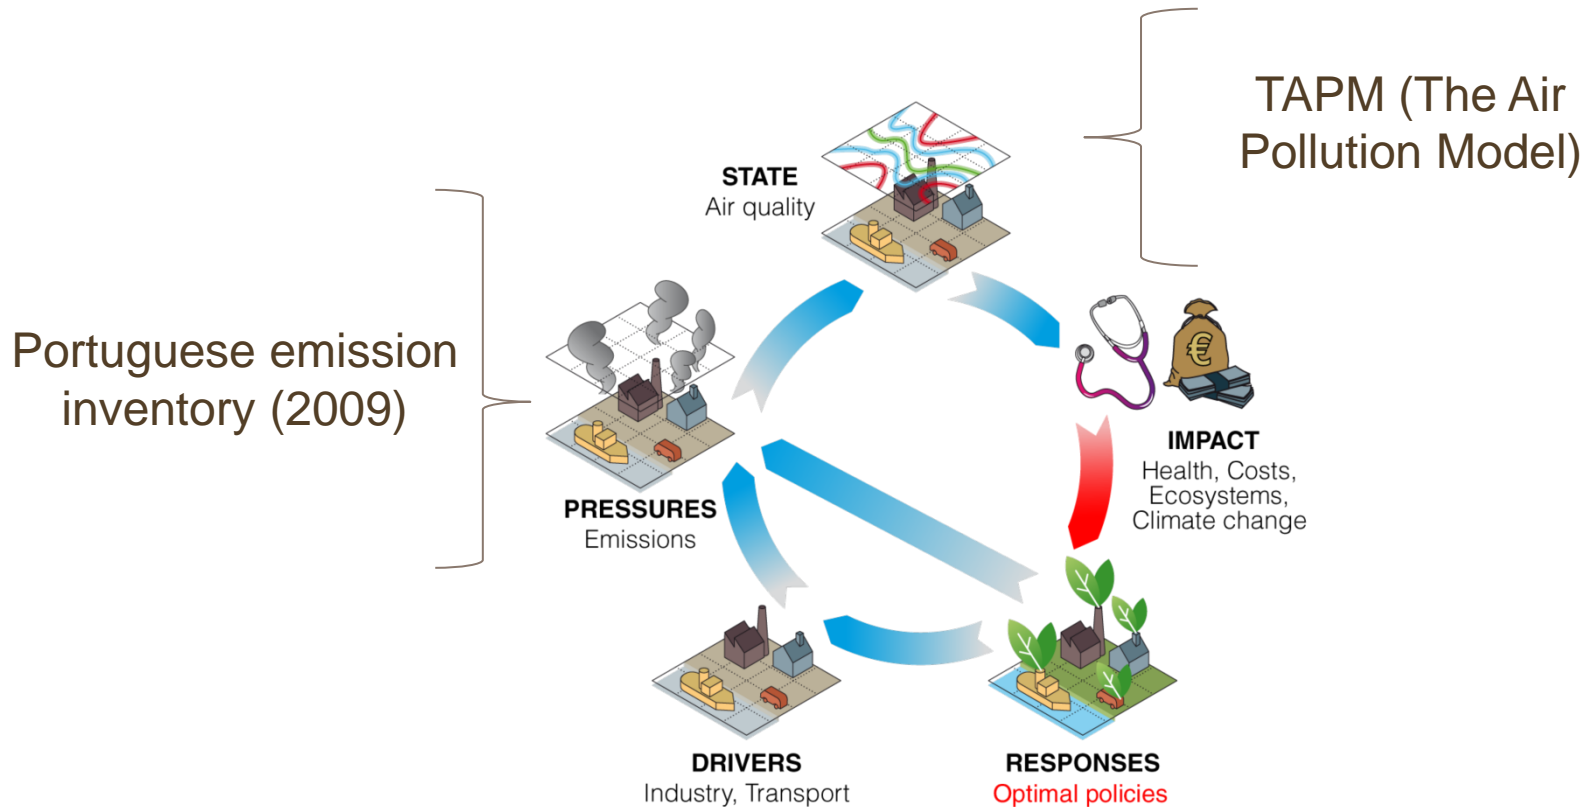 TAPM (The Air
Pollution Model)
STATE
Air quality
Portuguese emission
inventory (2009)
€
IMPACT
Health, Costs,
Ecosystems,
Climate change
PRESSURES
Emissions
DRIVERS
Industry, Transport
RESPONSES
Optimal policies